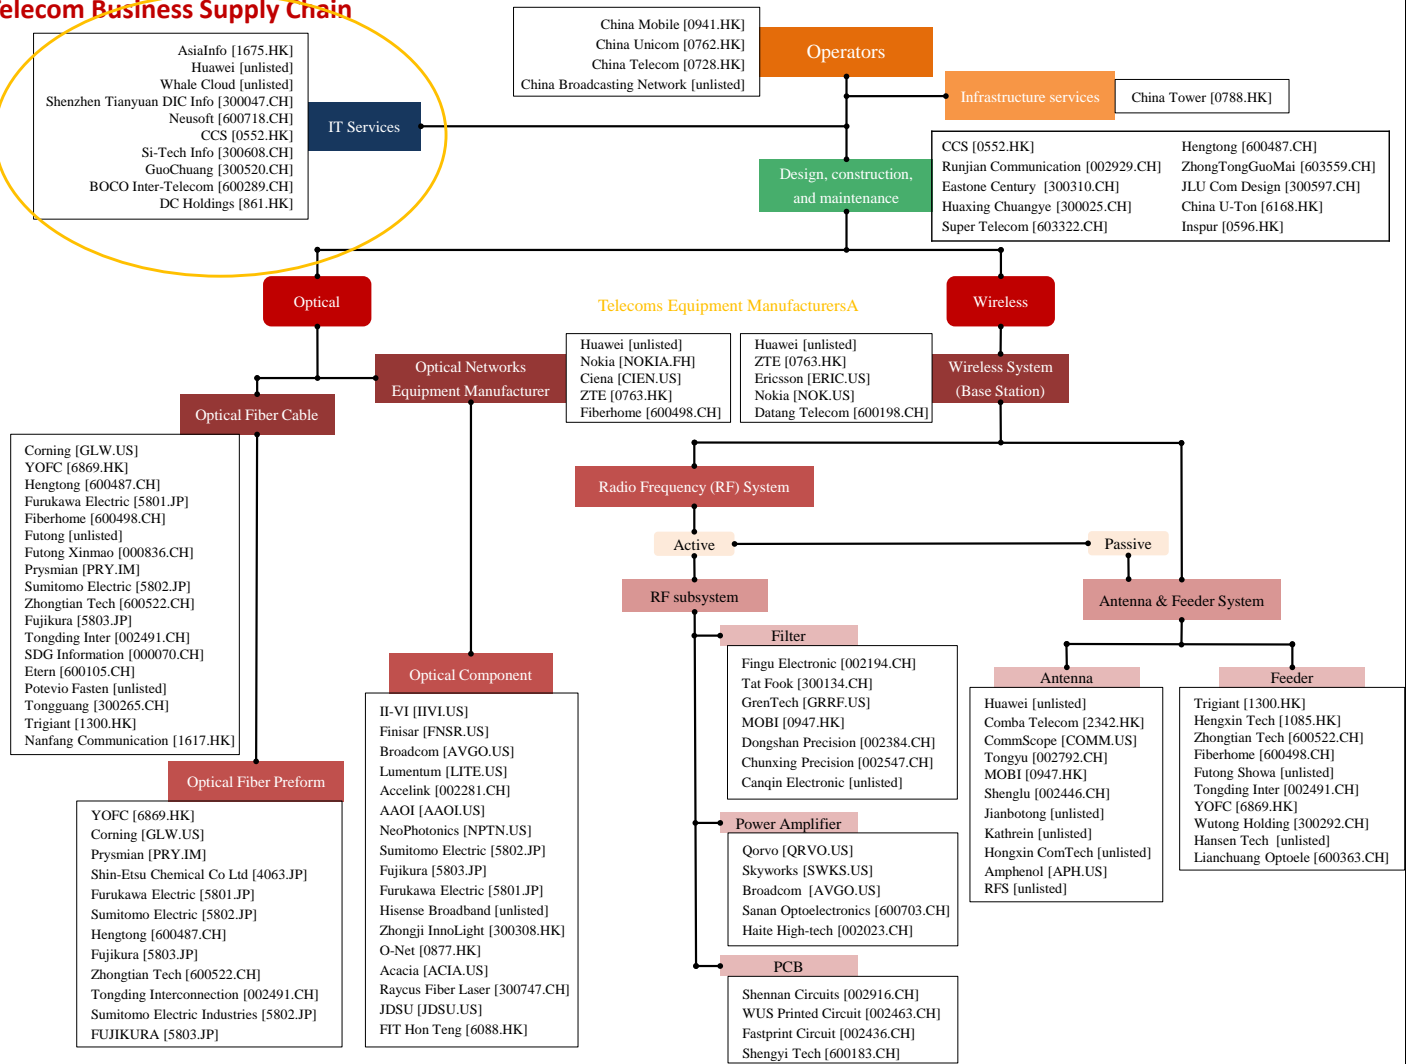 Telecom Business Supply Chain
AsiaInfo [1675.HK]
Huawei [unlisted]
Whale Cloud [unlisted]
Shenzhen Tianyuan DIC Info [300047.CH]
Neusoft [600718.CH]
CCS [0552.HK]
Si-Tech Info [300608.CH]
GuoChuang [300520.CH]
BOCO Inter-Telecom [600289.CH]
DC Holdings [861.HK]
IT Services
China Mobile [0941.HK]
China Unicom [0762.HK]
China Telecom [0728.HK]
China Broadcasting Network [unlisted]
Operators
Infrastructure services
China Tower [0788.HK]
Design, construction,
and maintenance
CCS [0552.HK]
Runjian Communication [002929.CH]
Eastone Century [300310.CH]
Huaxing Chuangye [300025.CH]
Super Telecom [603322.CH]
Hengtong [600487.CH]
ZhongTongGuoMai [603559.CH]
JLU Com Design [300597.CH]
China U-Ton [6168.HK]
Inspur [0596.HK]
Optical
Telecoms Equipment ManufacturersA
Wireless
Optical Networks
Equipment Manufacturer
Huawei [unlisted]
Nokia [NOKIA.FH]
Ciena [CIEN.US]
ZTE [0763.HK]
Fiberhome [600498.CH]
Huawei [unlisted]
ZTE [0763.HK]
Ericsson [ERIC.US]
Nokia [NOK.US]
Datang Telecom [600198.CH]
Wireless System
(Base Station)
Optical Fiber Cable
Corning [GLW.US]
YOFC [6869.HK]
Hengtong [600487.CH]
Furukawa Electric [5801.JP]
Fiberhome [600498.CH]
Futong [unlisted]
Futong Xinmao [000836.CH]
Prysmian [PRY.IM]
Sumitomo Electric [5802.JP]
Zhongtian Tech [600522.CH]
Fujikura [5803.JP]
Tongding Inter [002491.CH]
SDG Information [000070.CH]
Etern [600105.CH]
Potevio Fasten [unlisted]
Tongguang [300265.CH]
Trigiant [1300.HK]
Nanfang Communication [1617.HK]
Optical Fiber Preform
YOFC [6869.HK]
Corning [GLW.US]
Prysmian [PRY.IM]
Shin-Etsu Chemical Co Ltd [4063.JP]
Furukawa Electric [5801.JP]
Sumitomo Electric [5802.JP]
Hengtong [600487.CH]
Fujikura [5803.JP]
Zhongtian Tech [600522.CH]
Tongding Interconnection [002491.CH]
Sumitomo Electric Industries [5802.JP]
FUJIKURA [5803.JP]
Optical Component
II-VI [IIVI.US]
Finisar [FNSR.US]
Broadcom [AVGO.US]
Lumentum [LITE.US]
Accelink [002281.CH]
AAOI [AAOI.US]
NeoPhotonics [NPTN.US]
Sumitomo Electric [5802.JP]
Fujikura [5803.JP]
Furukawa Electric [5801.JP]
Hisense Broadband [unlisted]
Zhongji InnoLight [300308.HK]
O-Net [0877.HK]
Acacia [ACIA.US]
Raycus Fiber Laser [300747.CH]
JDSU [JDSU.US]
FIT Hon Teng [6088.HK]
Radio Frequency (RF) System
Active
Passive
RF subsystem
Filter
Fingu Electronic [002194.CH]
Tat Fook [300134.CH]
GrenTech [GRRF.US]
MOBI [0947.HK]
Dongshan Precision [002384.CH]
Chunxing Precision [002547.CH]
Canqin Electronic [unlisted]
Power Amplifier
Qorvo [QRVO.US]
Skyworks [SWKS.US]
Broadcom [AVGO.US]
Sanan Optoelectronics [600703.CH]
Haite High-tech [002023.CH]
PCB
Shennan Circuits [002916.CH]
WUS Printed Circuit [002463.CH]
Fastprint Circuit [002436.CH]
Shengyi Tech [600183.CH]
Antenna & Feeder System
Antenna
Huawei [unlisted]
Comba Telecom [2342.HK]
CommScope [COMM.US]
Tongyu [002792.CH]
MOBI [0947.HK]
Shenglu [002446.CH]
Jianbotong [unlisted]
Kathrein [unlisted]
Hongxin ComTech [unlisted]
Amphenol [APH.US]
RFS [unlisted]
Feeder
Trigiant [1300.HK]
Hengxin Tech [1085.HK]
Zhongtian Tech [600522.CH]
Fiberhome [600498.CH]
Futong Showa [unlisted]
Tongding Inter [002491.CH]
YOFC [6869.HK]
Wutong Holding [300292.CH]
Hansen Tech [unlisted]
Lianchuang Optoele [600363.CH]